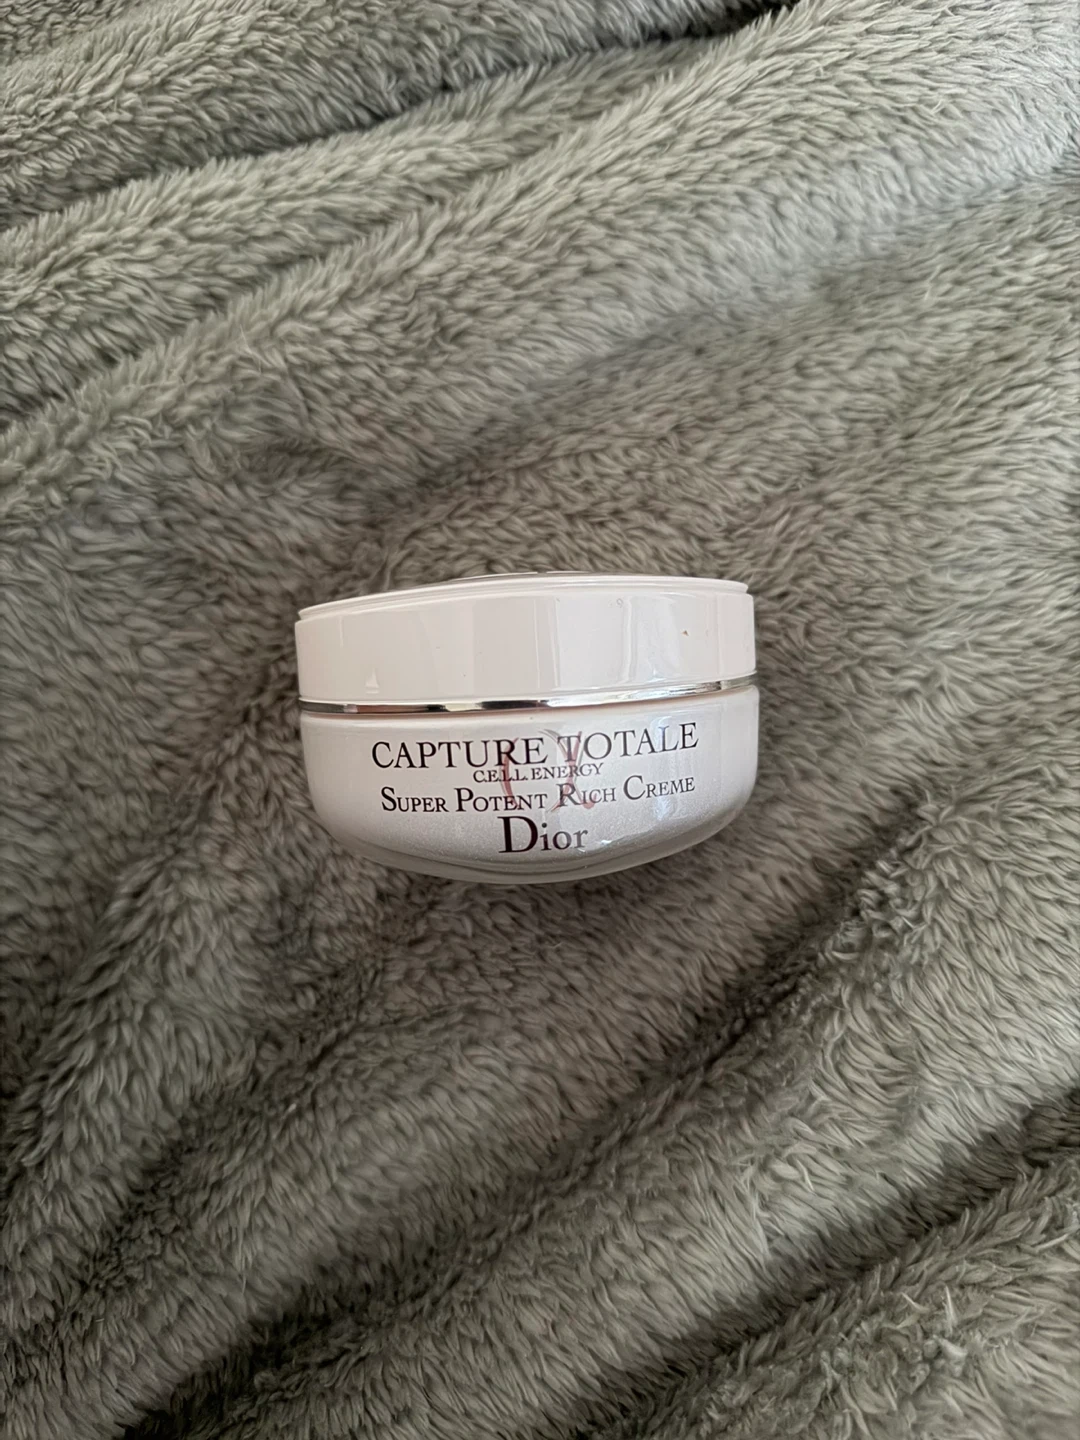 CAPTURE TOTALE
C.E.L.L. ENERGY
SUPER POTENT RICH CREME
Dior